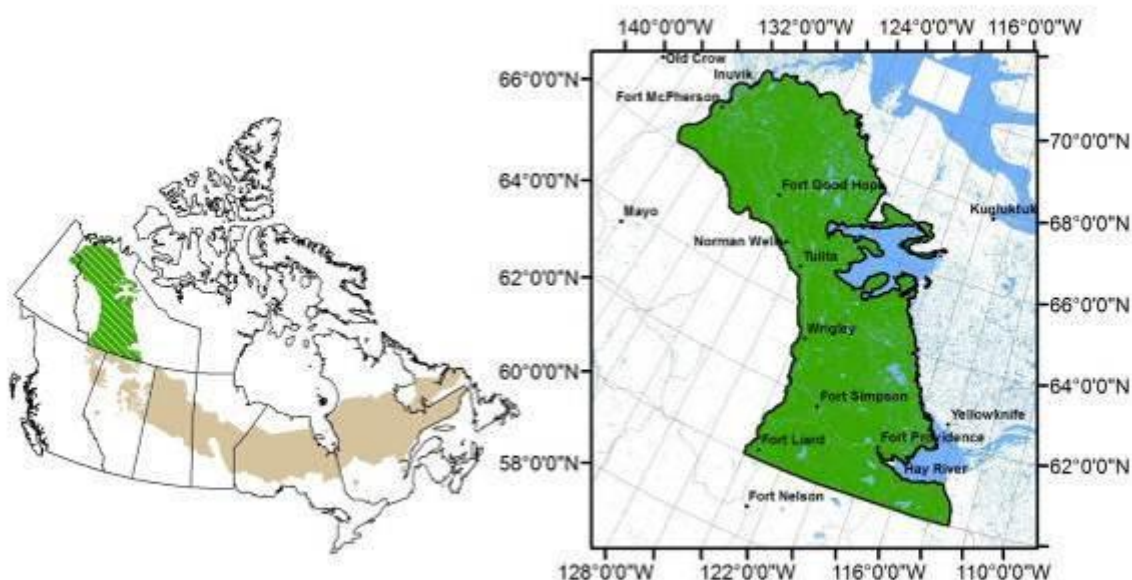 140°0'0"W 132°0'0"W 124°0'0"W 116°0'0"W
66°0'0"N
64°0'0"N
62°0'0"N
60°0'0"N
58°0'0"N
Old Crow
Inuvik
Fort McPherson
Fort Good Hope
Mayo
Kugluktuk
Norman Wells
Tulita
Wrigley
Fort Simpson
Yellowknife
Fort Providence
Fort Liard
Hay River
Fort Nelson
70°0'0"N
68°0'0"N
66°0'0"N
64°0'0"N
62°0'0"N
128°0'0"W 122°0'0"W 116°0'0"W 110°0'0"W